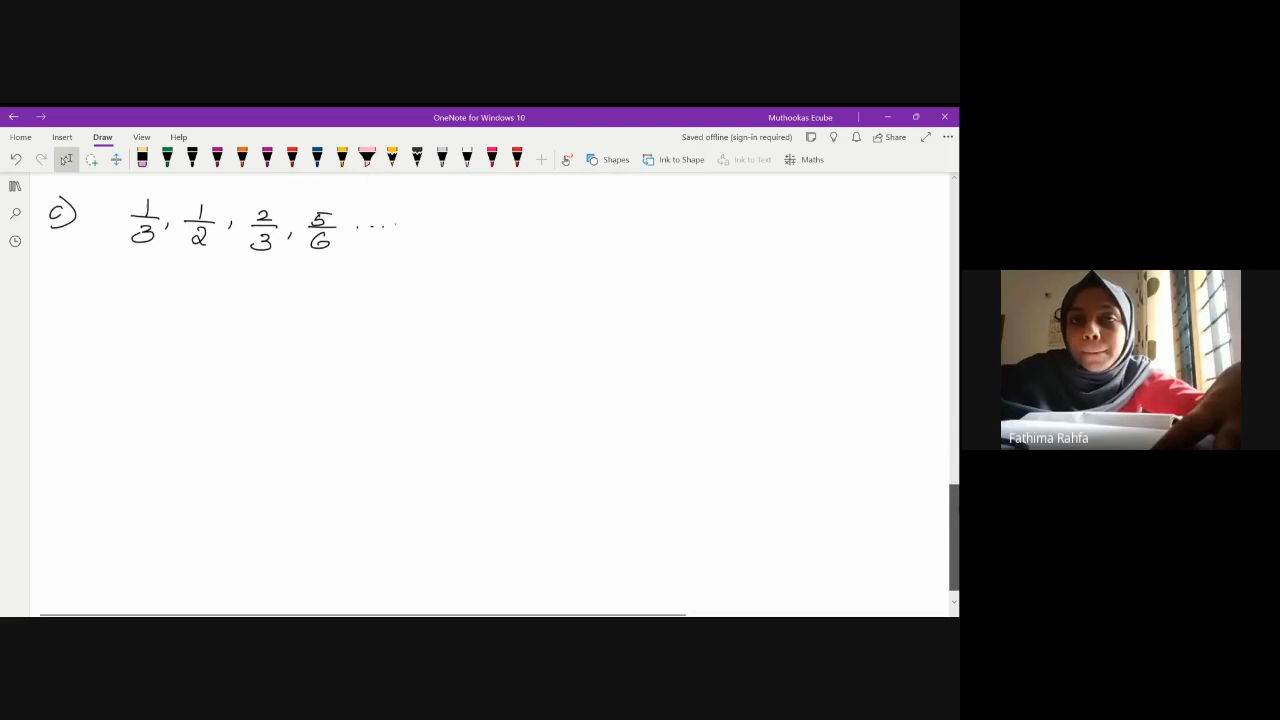 OneNote for Windows 10
Muthookas Ecube
Home Insert Draw View Help
Saved offline (sign-in required)
Share
Shapes
Ink to Shape
Ink to Text
Maths
c) 1/3, 1/2, 2/3, 5/6 ....
Fathima Rahfa